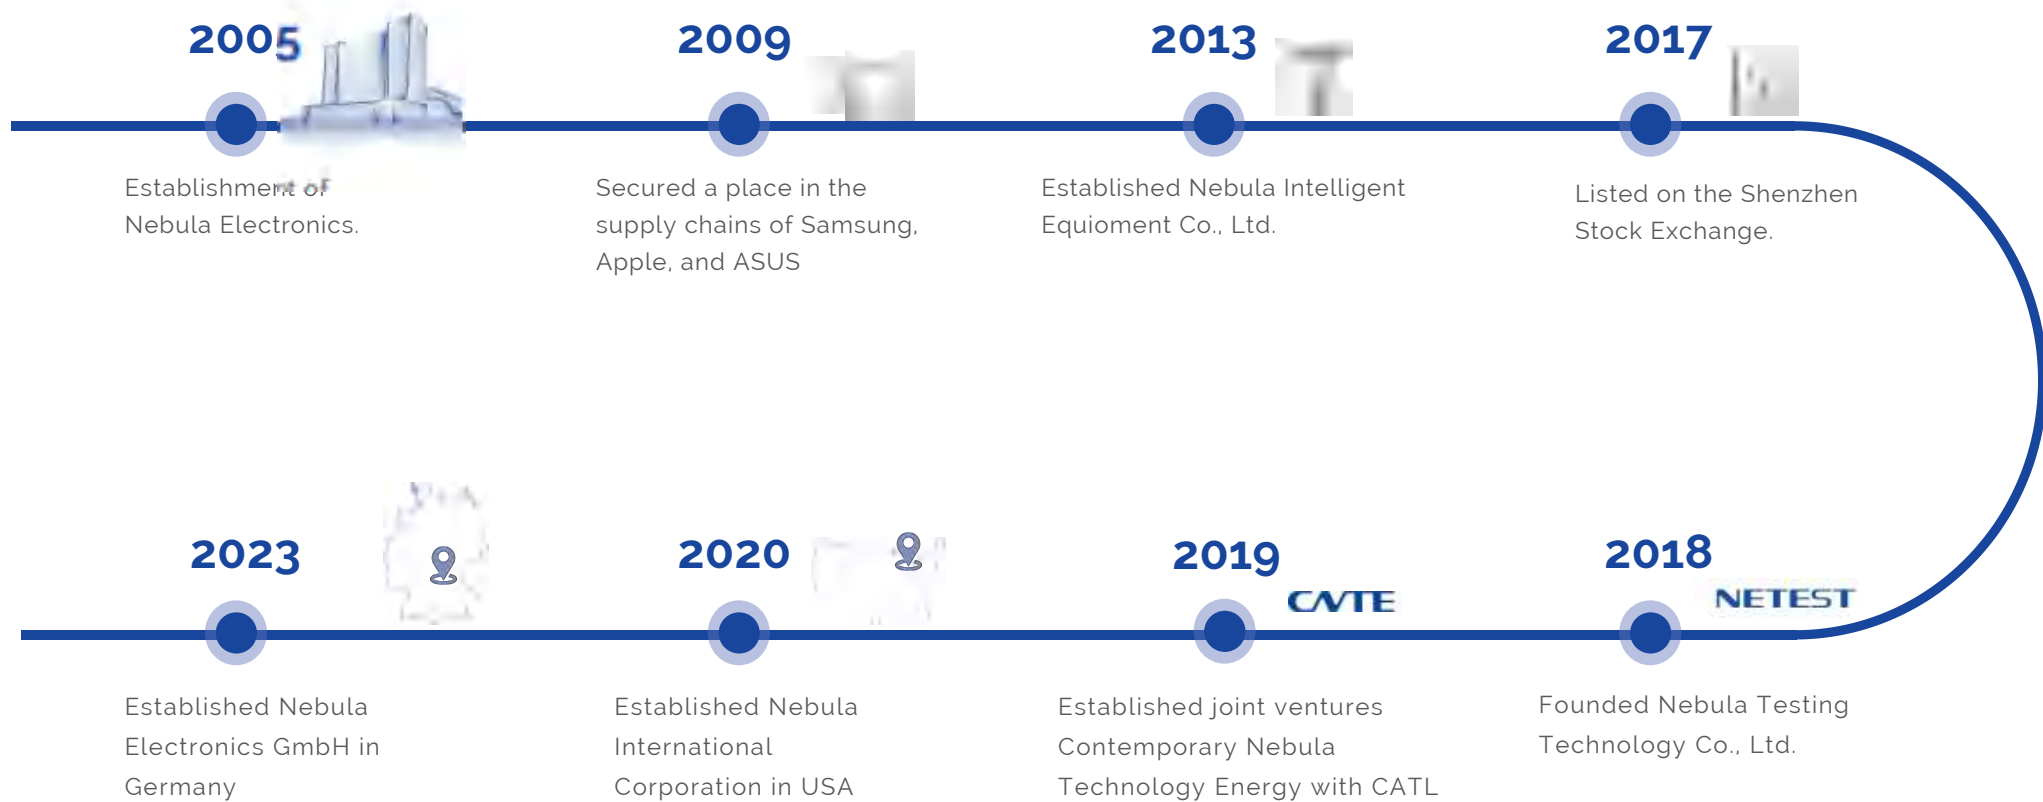 2005
Establishment of
Nebula Electronics.
2009
Secured a place in the
supply chains of Samsung,
Apple, and ASUS
2013
Established Nebula Intelligent
Equioment Co., Ltd.
2017
Listed on the Shenzhen
Stock Exchange.
2018
NETEST
Founded Nebula Testing
Technology Co., Ltd.
2019
CNTE
Established joint ventures
Contemporary Nebula
Technology Energy with CATL
2020
Established Nebula
International
Corporation in USA
2023
Established Nebula
Electronics GmbH in
Germany